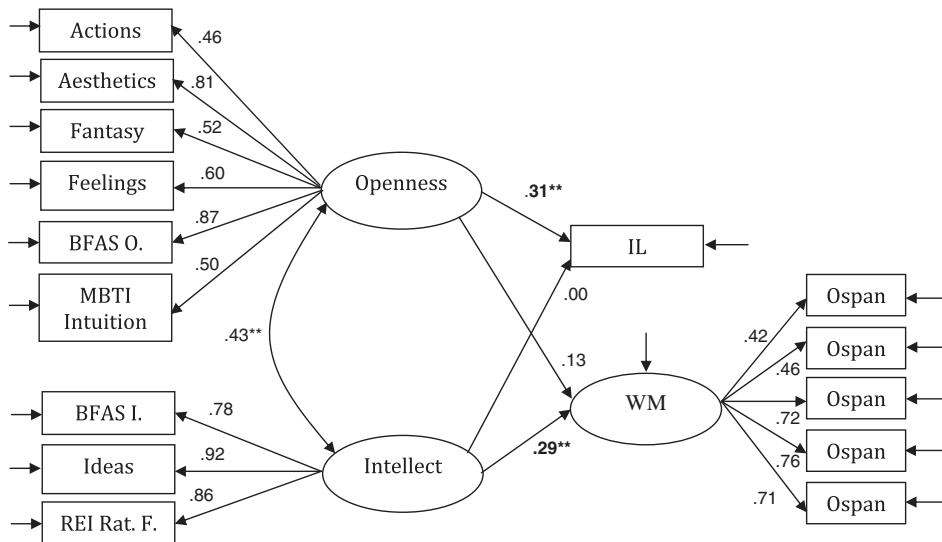 Actions
.46
Aesthetics
.81
Fantasy
.52
Feelings
.60
Openness
.87
BFAS O.
.50
MBTI
Intuition
.31**
IL
.00
.43**
.13
Ospan
.42
Ospan
.46
WM
Ospan
.72
Ospan
.76
.71
Ospan
BFAS I.
.78
Ideas
.92
Intellect
.29**
.86
REI Rat. F.